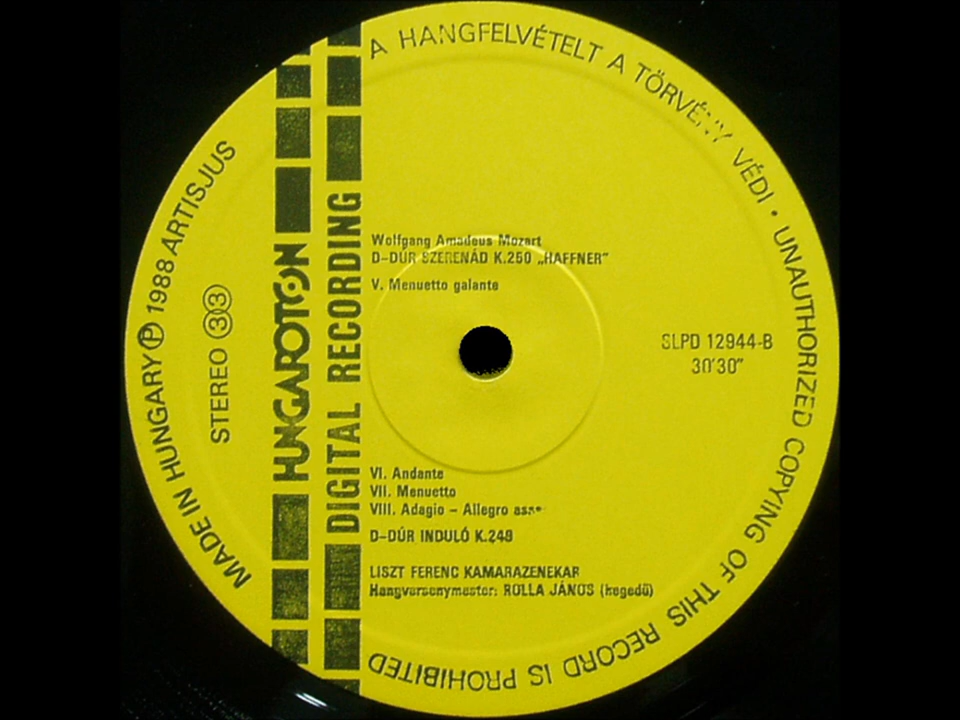 A HANGFELVÉTELT A TÖRVÉNY VÉDI • UNAUTHORIZED COPYING OF THIS RECORD IS PROHIBITED
MADE IN HUNGARY Ⓟ 1988 ARTISJUS
STEREO 33
HUNGAROTON
DIGITAL RECORDING
Wolfgang Amadeus Mozart
D-DÚR SZERENÁD K.250 „HAFFNER”
V. Menuetto galante
SLPD 12944-B
30'30"
VI. Andante
VII. Menuetto
VIII. Adagio - Allegro
D-DÚR INDULÓ K.249
LISZT FERENC KAMARAZENEKAR
Hangversenymester: ROLLA JÁNOS (hegedű)